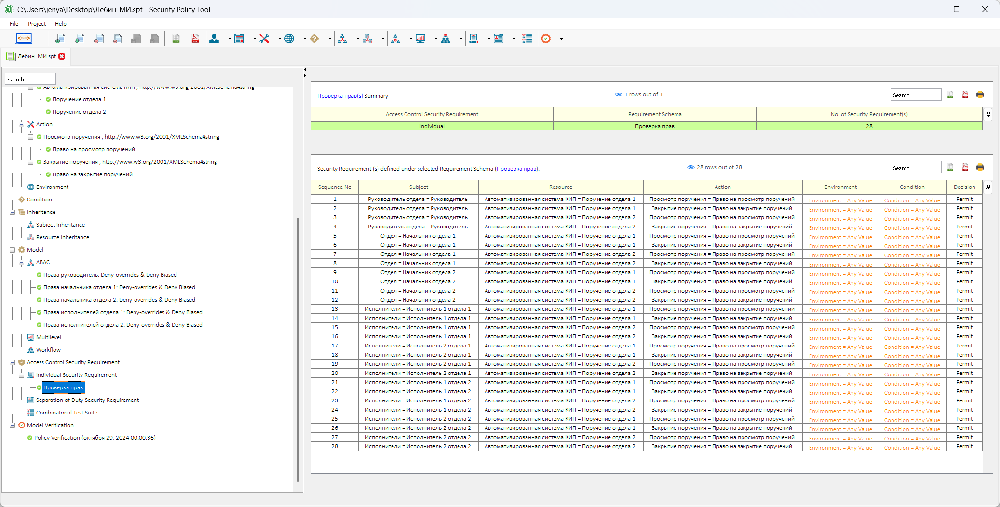 C:\Users\jenya\Desktop\Лебин_МИ.spt - Security Policy Tool
File Project Help
Лебин_МИ.spt
Search
Автоматизированная система КИП ; http://www.w3.org/2001/XMLSchema#string
Поручение отдела 1
Поручение отдела 2
Action
Просмотр поручения ; http://www.w3.org/2001/XMLSchema#string
Право на просмотр поручений
Закрытие поручения ; http://www.w3.org/2001/XMLSchema#string
Право на закрытие поручений
Environment
Condition
Inheritance
Subject Inheritance
Resource Inheritance
Model
ABAC
Права руководитель: Deny-overrides & Deny Biased
Права начальника отдела 1: Deny-overrides & Deny Biased
Права начальника отдела 2: Deny-overrides & Deny Biased
Права исполнителей отдела 1: Deny-overrides & Deny Biased
Права исполнителей отдела 2: Deny-overrides & Deny Biased
Multilevel
Workflow
Access Control Security Requirement
Individual Security Requirement
Проверка прав
Separation of Duty Security Requirement
Combinatorial Test Suite
Model Verification
Policy Verification (октября 29, 2024 00:00:36)
Проверка прав(s) Summary 1 rows out of 1 Search
Access Control Security Requirement Requirement Schema No. of Security Requirement(s)
Individual Проверка прав 28
Security Requirement (s) defined under selected Requirement Schema (Проверка прав): 28 rows out of 28 Search
Sequence No Subject Resource Action Environment Condition Decision
1 Руководитель отдела = Руководитель Автоматизированная система КИП = Поручение отдела 1 Просмотр поручения = Право на просмотр поручений Environment = Any Value Condition = Any Value Permit
2 Руководитель отдела = Руководитель Автоматизированная система КИП = Поручение отдела 1 Закрытие поручения = Право на закрытие поручений Environment = Any Value Condition = Any Value Permit
3 Руководитель отдела = Руководитель Автоматизированная система КИП = Поручение отдела 2 Просмотр поручения = Право на просмотр поручений Environment = Any Value Condition = Any Value Permit
4 Руководитель отдела = Руководитель Автоматизированная система КИП = Поручение отдела 2 Закрытие поручения = Право на закрытие поручений Environment = Any Value Condition = Any Value Permit
5 Отдел = Начальник отдела 1 Автоматизированная система КИП = Поручение отдела 1 Просмотр поручения = Право на просмотр поручений Environment = Any Value Condition = Any Value Permit
6 Отдел = Начальник отдела 1 Автоматизированная система КИП = Поручение отдела 1 Закрытие поручения = Право на закрытие поручений Environment = Any Value Condition = Any Value Permit
7 Отдел = Начальник отдела 1 Автоматизированная система КИП = Поручение отдела 2 Просмотр поручения = Право на просмотр поручений Environment = Any Value Condition = Any Value Permit
8 Отдел = Начальник отдела 1 Автоматизированная система КИП = Поручение отдела 2 Закрытие поручения = Право на закрытие поручений Environment = Any Value Condition = Any Value Permit
9 Отдел = Начальник отдела 2 Автоматизированная система КИП = Поручение отдела 1 Просмотр поручения = Право на просмотр поручений Environment = Any Value Condition = Any Value Permit
10 Отдел = Начальник отдела 2 Автоматизированная система КИП = Поручение отдела 1 Закрытие поручения = Право на закрытие поручений Environment = Any Value Condition = Any Value Permit
11 Отдел = Начальник отдела 2 Автоматизированная система КИП = Поручение отдела 2 Просмотр поручения = Право на просмотр поручений Environment = Any Value Condition = Any Value Permit
12 Отдел = Начальник отдела 2 Автоматизированная система КИП = Поручение отдела 2 Закрытие поручения = Право на закрытие поручений Environment = Any Value Condition = Any Value Permit
13 Исполнители = Исполнитель 1 отдела 1 Автоматизированная система КИП = Поручение отдела 1 Просмотр поручения = Право на просмотр поручений Environment = Any Value Condition = Any Value Permit
14 Исполнители = Исполнитель 1 отдела 1 Автоматизированная система КИП = Поручение отдела 1 Закрытие поручения = Право на закрытие поручений Environment = Any Value Condition = Any Value Permit
15 Исполнители = Исполнитель 1 отдела 1 Автоматизированная система КИП = Поручение отдела 2 Просмотр поручения = Право на просмотр поручений Environment = Any Value Condition = Any Value Permit
16 Исполнители = Исполнитель 1 отдела 1 Автоматизированная система КИП = Поручение отдела 2 Закрытие поручения = Право на закрытие поручений Environment = Any Value Condition = Any Value Permit
17 Исполнители = Исполнитель 2 отдела 1 Автоматизированная система КИП = Поручение отдела 1 Просмотр поручения = Право на просмотр поручений Environment = Any Value Condition = Any Value Permit
18 Исполнители = Исполнитель 2 отдела 1 Автоматизированная система КИП = Поручение отдела 1 Закрытие поручения = Право на закрытие поручений Environment = Any Value Condition = Any Value Permit
19 Исполнители = Исполнитель 2 отдела 1 Автоматизированная система КИП = Поручение отдела 2 Просмотр поручения = Право на просмотр поручений Environment = Any Value Condition = Any Value Permit
20 Исполнители = Исполнитель 2 отдела 1 Автоматизированная система КИП = Поручение отдела 2 Закрытие поручения = Право на закрытие поручений Environment = Any Value Condition = Any Value Permit
21 Исполнители = Исполнитель 1 отдела 2 Автоматизированная система КИП = Поручение отдела 1 Просмотр поручения = Право на просмотр поручений Environment = Any Value Condition = Any Value Permit
22 Исполнители = Исполнитель 1 отдела 2 Автоматизированная система КИП = Поручение отдела 1 Закрытие поручения = Право на закрытие поручений Environment = Any Value Condition = Any Value Permit
23 Исполнители = Исполнитель 1 отдела 2 Автоматизированная система КИП = Поручение отдела 2 Просмотр поручения = Право на просмотр поручений Environment = Any Value Condition = Any Value Permit
24 Исполнители = Исполнитель 1 отдела 2 Автоматизированная система КИП = Поручение отдела 2 Закрытие поручения = Право на закрытие поручений Environment = Any Value Condition = Any Value Permit
25 Исполнители = Исполнитель 2 отдела 2 Автоматизированная система КИП = Поручение отдела 1 Просмотр поручения = Право на просмотр поручений Environment = Any Value Condition = Any Value Permit
26 Исполнители = Исполнитель 2 отдела 2 Автоматизированная система КИП = Поручение отдела 1 Закрытие поручения = Право на закрытие поручений Environment = Any Value Condition = Any Value Permit
27 Исполнители = Исполнитель 2 отдела 2 Автоматизированная система КИП = Поручение отдела 2 Просмотр поручения = Право на просмотр поручений Environment = Any Value Condition = Any Value Permit
28 Исполнители = Исполнитель 2 отдела 2 Автоматизированная система КИП = Поручение отдела 2 Закрытие поручения = Право на закрытие поручений Environment = Any Value Condition = Any Value Permit